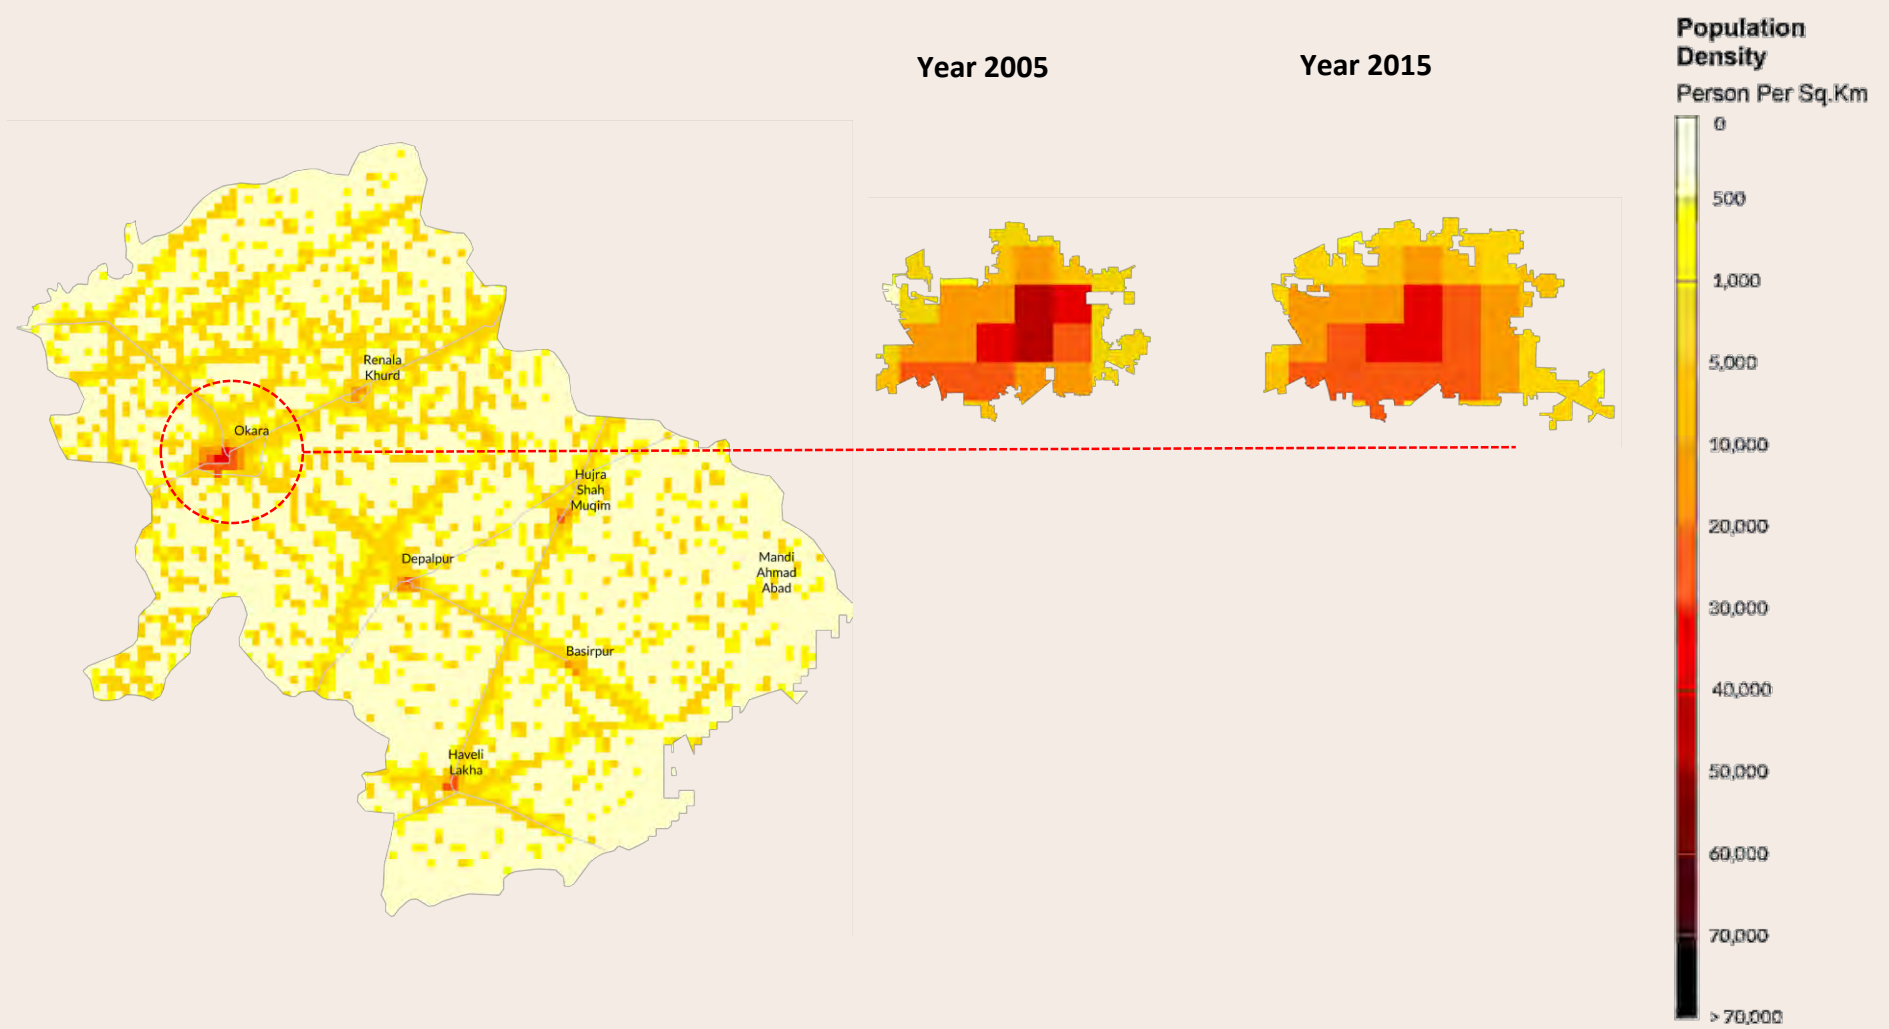 Year 2005
Year 2015
Population
Density
Person Per Sq.Km
0
500
1,000
5,000
10,000
20,000
30,000
40,000
50,000
60,000
70,000
> 70,000
Renala
Khurd
Okara
Hujra
Shah
Muqim
Depalpur
Mandi
Ahmad
Abad
Basirpur
Haveli
Lakha